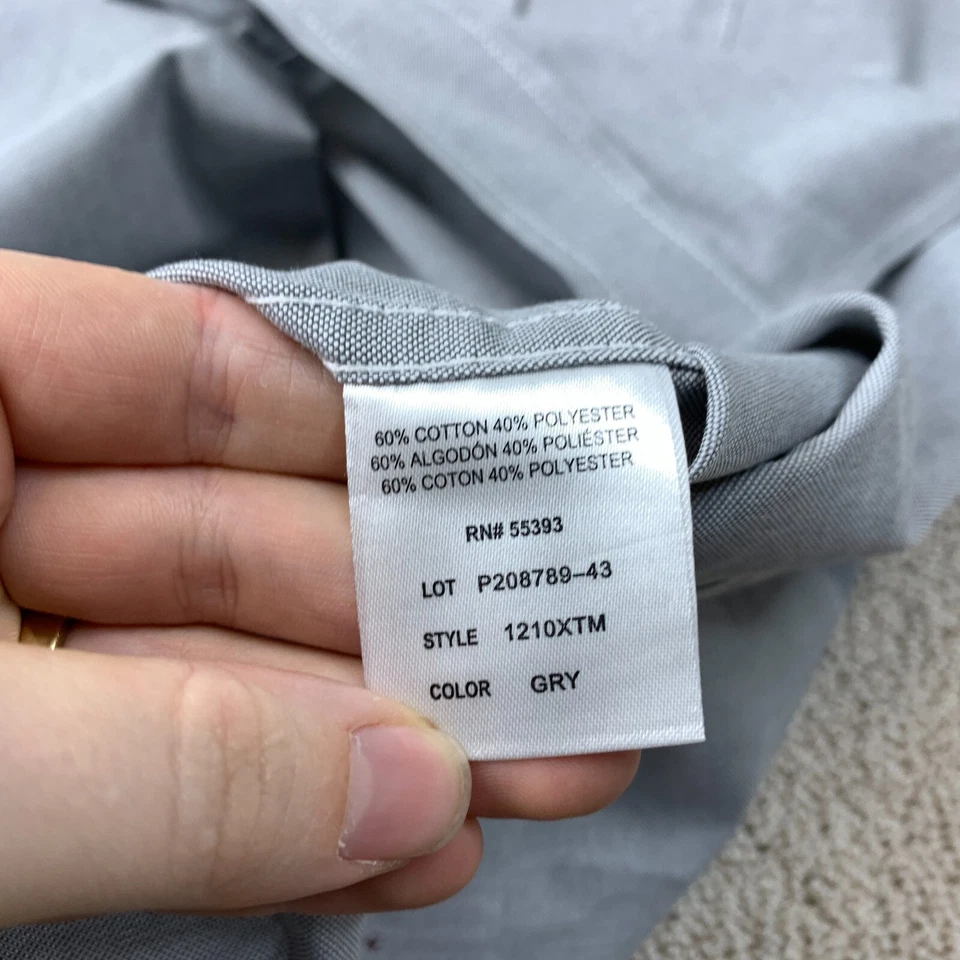 60% COTTON 40% POLYESTER
60% ALGODÓN 40% POLIÉSTER
60% COTON 40% POLYESTER
RN# 55393
LOT P208789-43
STYLE 1210XTM
COLOR GRY